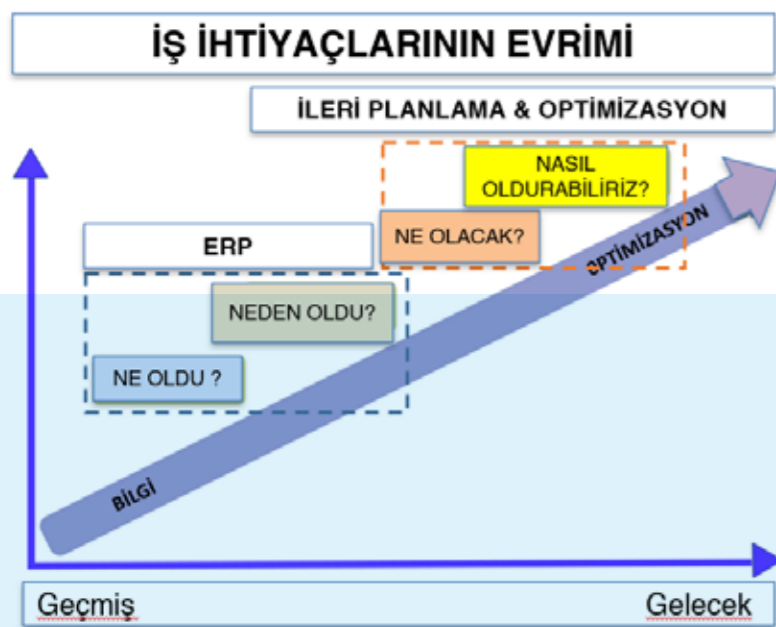 İŞ İHTİYAÇLARININ EVRİMİ
İLERİ PLANLAMA & OPTİMİZASYON
NASIL
OLDURABİLİRİZ?
NE OLACAK?
OPTİMİZASYON
ERP
NEDEN OLDU?
NE OLDU ?
BİLGİ
Geçmiş
Gelecek